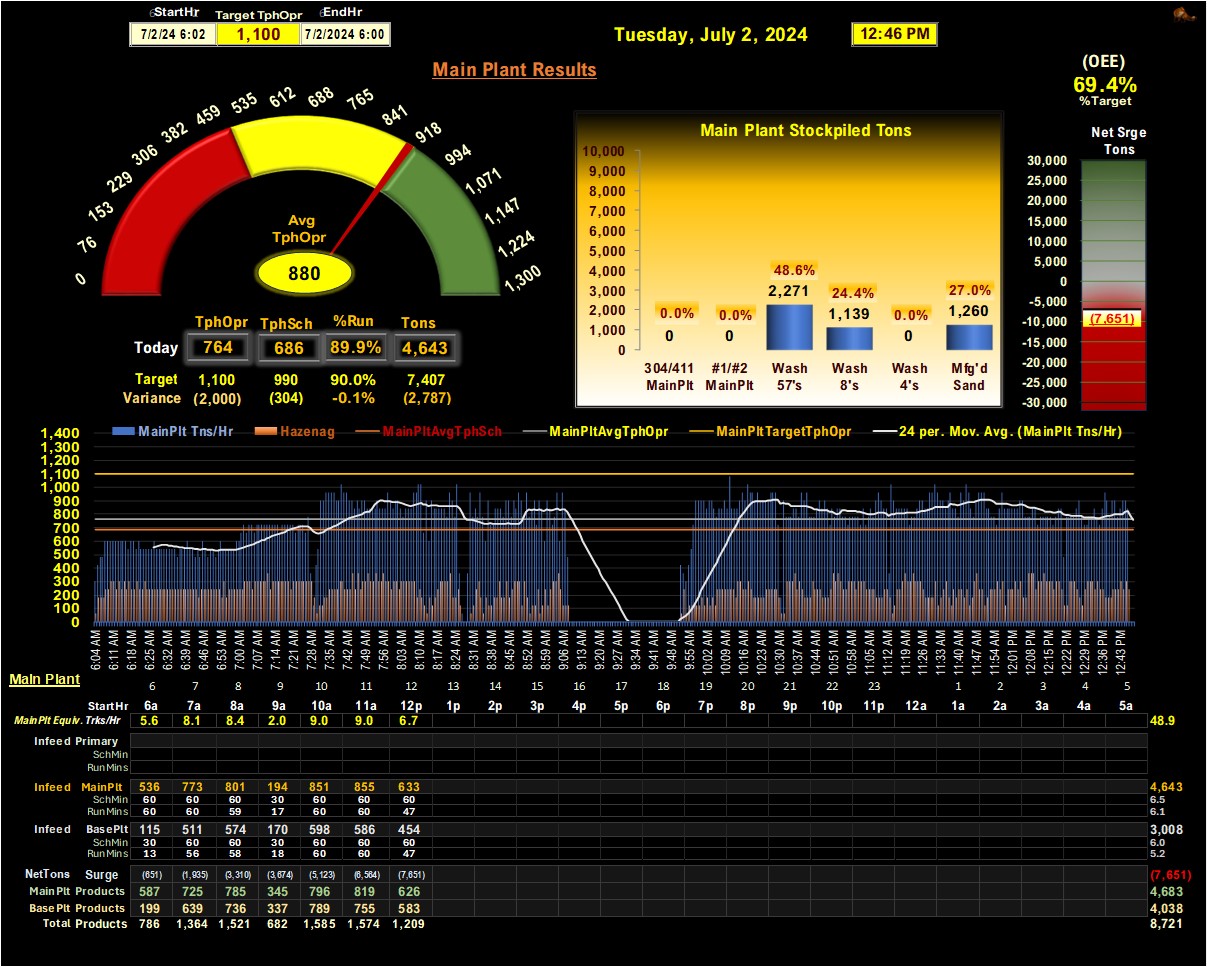 StartHr Target TphOpr EndHr
7/2/24 6:02 1,100 7/2/2024 6:00
Tuesday, July 2, 2024 12:46 PM
Main Plant Results
(OEE)
69.4%
%Target
0 76 153 229 306 382 459 535 612 688 765 841 918 994 1,071 1,147 1,224 1,300
Avg
TphOpr
880
TphOpr TphSch %Run Tons
Today 764 686 89.9% 4,643
Target 1,100 990 90.0% 7,407
Variance (2,000) (304) -0.1% (2,787)
Main Plant Stockpiled Tons
10,000
9,000
8,000
7,000
6,000
5,000
4,000
3,000
2,000
1,000
0
0.0% 0.0% 48.6% 24.4% 0.0% 27.0%
0 0 2,271 1,139 0 1,260
304/411 #1/#2 Wash Wash Wash Mfg'd
MainPlt MainPlt 57's 8's 4's Sand
Net Srge
Tons
30,000
25,000
20,000
15,000
10,000
5,000
0
-5,000
-10,000
-15,000
-20,000
-25,000
-30,000
(7,651)
MainPlt Tns/Hr Hazenag MainPltAvgTphSch MainPltAvgTphOpr MainPltTargetTphOpr 24 per. Mov. Avg. (MainPlt Tns/Hr)
1,400
1,300
1,200
1,100
1,000
900
800
700
600
500
400
300
200
100
0
6:04 AM 6:11 AM 6:18 AM 6:25 AM 6:32 AM 6:39 AM 6:46 AM 6:53 AM 7:00 AM 7:07 AM 7:14 AM 7:21 AM 7:28 AM 7:35 AM 7:42 AM 7:49 AM 7:56 AM 8:03 AM 8:10 AM 8:17 AM 8:24 AM 8:31 AM 8:38 AM 8:45 AM 8:52 AM 8:59 AM 9:06 AM 9:13 AM 9:20 AM 9:27 AM 9:34 AM 9:41 AM 9:48 AM 9:55 AM 10:02 AM 10:09 AM 10:16 AM 10:23 AM 10:30 AM 10:37 AM 10:44 AM 10:51 AM 10:58 AM 11:05 AM 11:12 AM 11:19 AM 11:26 AM 11:33 AM 11:40 AM 11:47 AM 11:54 AM 12:01 PM 12:08 PM 12:15 PM 12:22 PM 12:29 PM 12:36 PM 12:43 PM
Main Plant
6 7 8 9 10 11 12 13 14 15 16 17 18 19 20 21 22 23 1 2 3 4 5
StartHr 6a 7a 8a 9a 10a 11a 12p 1p 2p 3p 4p 5p 6p 7p 8p 9p 10p 11p 12a 1a 2a 3a 4a 5a
MainPlt Equiv. Trks/Hr 5.6 8.1 8.4 2.0 9.0 9.0 6.7 48.9
Infeed Primary
SchMin
RunMins
Infeed MainPlt 536 773 801 194 851 855 633 4,643
SchMin 60 60 60 30 60 60 60 6.5
RunMins 60 60 59 17 60 60 47 6.1
Infeed BasePlt 115 511 574 170 598 586 454 3,008
SchMin 30 60 60 30 60 60 60 6.0
RunMins 13 56 58 18 60 60 47 5.2
NetTons Surge (651) (1,935) (3,310) (3,674) (5,123) (6,564) (7,651) (7,651)
MainPlt Products 587 725 785 345 796 819 626 4,683
BasePlt Products 199 639 736 337 789 755 583 4,038
Total Products 786 1,364 1,521 682 1,585 1,574 1,209 8,721